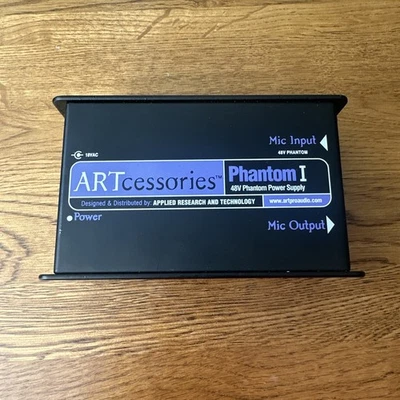 Mic Input
48V PHANTOM
18VAC
ARTcessories™
Phantom I
48V Phantom Power Supply
Designed & Distributed by: APPLIED RESEARCH AND TECHNOLOGY
www.artproaudio.com
Power
Mic Output